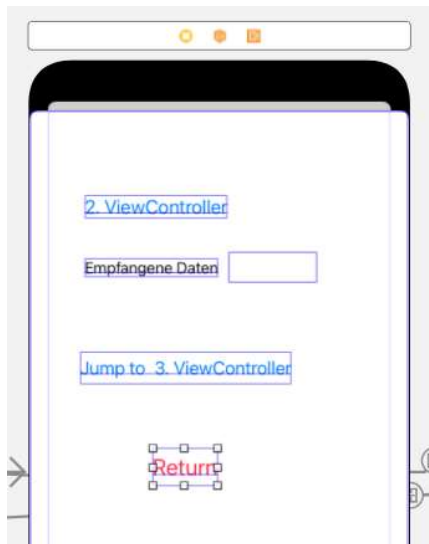 2. ViewController
Empfangene Daten
Jump to  3. ViewController
Return